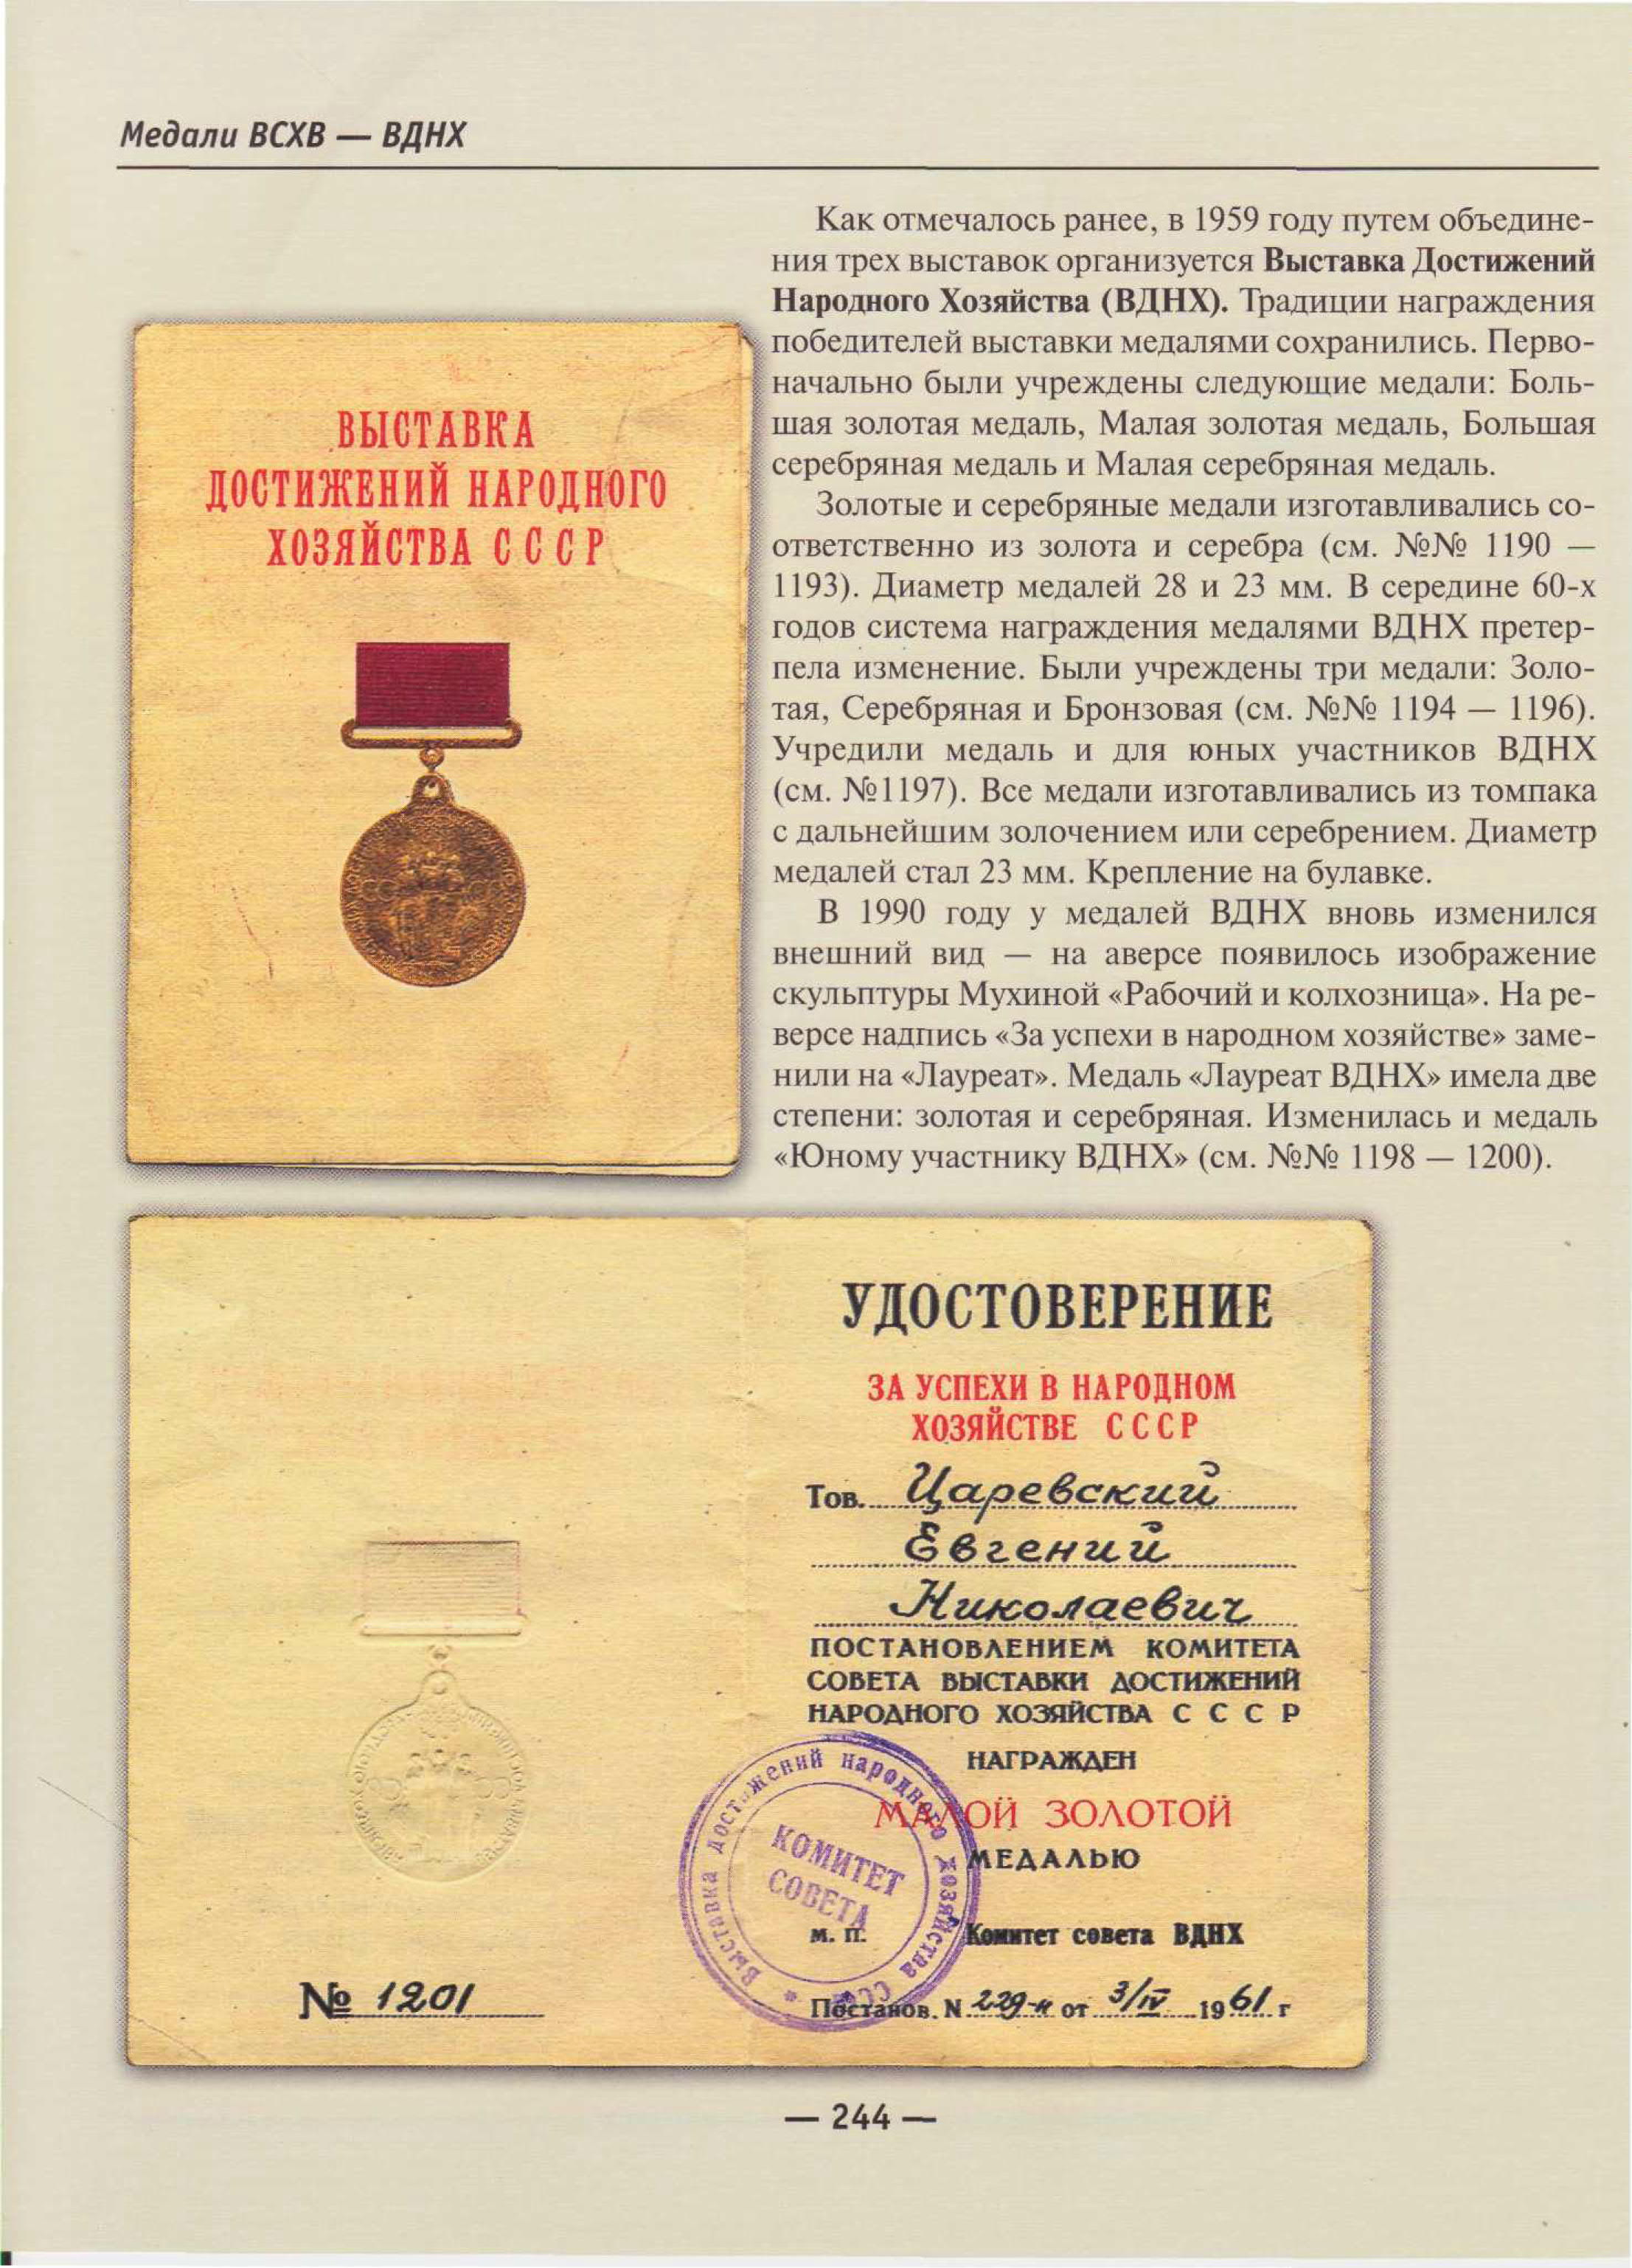 Медали ВСХВ — ВДНХ
Как отмечалось ранее, в 1959 году путем объедине-
ния трех выставок организуется Выставка Достижений
Народного Хозяйства (ВДНХ). Традиции награждения
победителей выставки медалями сохранились. Перво-
начально были учреждены следующие медали: Боль-
шая золотая медаль, Малая золотая медаль, Большая
серебряная медаль и Малая серебряная медаль.
Золотые и серебряные медали изготавливались со-
ответственно из золота и серебра (см. №№ 1190 —
1193). Диаметр медалей 28 и 23 мм. В середине 60-х
годов система награждения медалями ВДНХ претер-
пела изменение. Были учреждены три медали: Золо-
тая, Серебряная и Бронзовая (см. №№ 1194 — 1196).
Учредили медаль и для юных участников ВДНХ
(см. №1197). Все медали изготавливались из томпака
с дальнейшим золочением или серебрением. Диаметр
медалей стал 23 мм. Крепление на булавке.
В 1990 году у медалей ВДНХ вновь изменился
внешний вид — на аверсе появилось изображение
скульптуры Мухиной «Рабочий и колхозница». На ре-
версе надпись «За успехи в народном хозяйстве» заме-
нили на «Лауреат». Медаль «Лауреат ВДНХ» имела две
степени: золотая и серебряная. Изменилась и медаль
«Юному участнику ВДНХ» (см. №№ 1198 — 1200).
ВЫСТАВКА
ДОСТИЖЕНИЙ НАРОДНОГО
ХОЗЯЙСТВА СССР
УДОСТОВЕРЕНИЕ
ЗА УСПЕХИ В НАРОДНОМ
ХОЗЯЙСТВЕ СССР
Тов. Царевский
Евгений
Николаевич
ПОСТАНОВЛЕНИЕМ КОМИТЕТА
СОВЕТА ВЫСТАВКИ ДОСТИЖЕНИЙ
НАРОДНОГО ХОЗЯЙСТВА СССР
НАГРАЖДЕН
МАЛОЙ ЗОЛОТОЙ
МЕДАЛЬЮ
Выставка достижений народного хозяйства СССР
КОМИТЕТ
СОВЕТА
М. П. Комитет совета ВДНХ
Постанов. N 229-н от 3/IV 1961 г
№ 1201
— 244 —